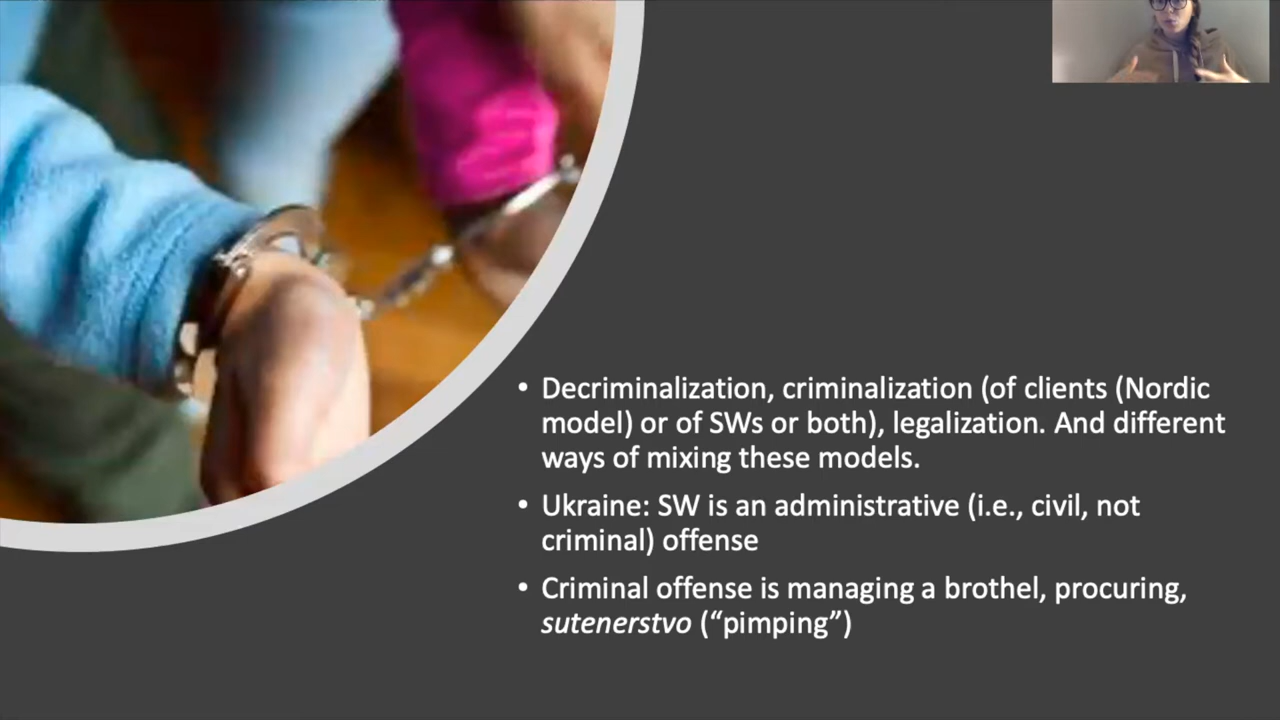 • Decriminalization, criminalization (of clients (Nordic
model) or of SWs or both), legalization. And different
ways of mixing these models.
• Ukraine: SW is an administrative (i.e., civil, not
criminal) offense
• Criminal offense is managing a brothel, procuring,
sutenerstvo (“pimping”)